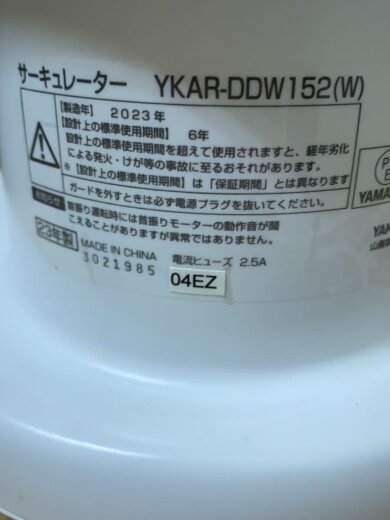 サーキュレーター YKAR-DDW152(W)
【製造年】 2023年
【設計上の標準使用期間】 6年
設計上の標準使用期間を超えて使用されますと、経年劣化
による発火・けが等の事故に至るおそれがあります。
※【設計上の標準使用期間】は「保証期間」とは異なります
ガードを外すときは必ず電源プラグを抜いてください。
お知らせ 首振り運転時には首振りモーターの動作音が聞
こえることがありますが異常ではありません。
23年製 MADE IN CHINA 電流ヒューズ 2.5A
3021985
04EZ
P
E
YAMA
YA
山善